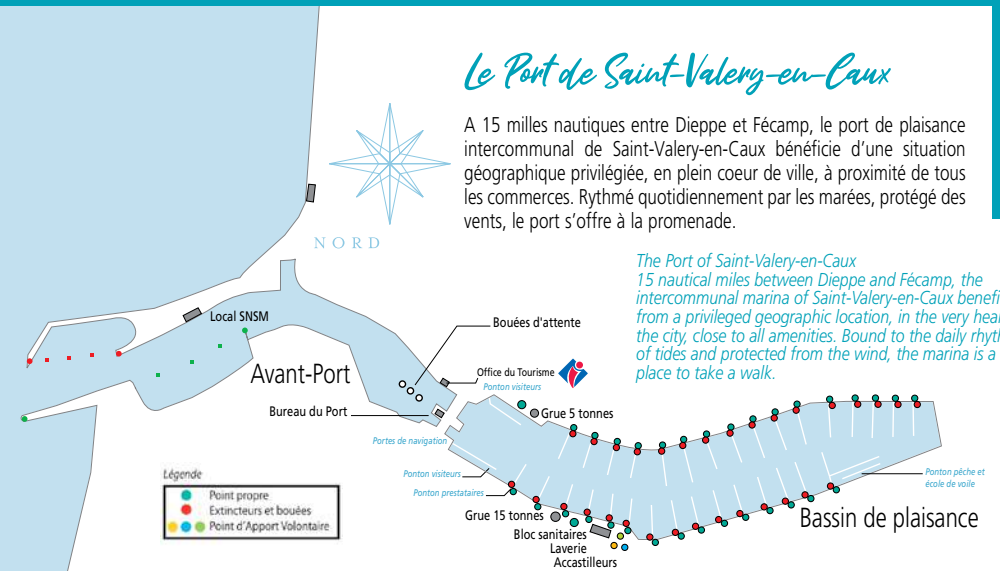 Le Port de Saint-Valery-en-Caux
A 15 milles nautiques entre Dieppe et Fécamp, le port de plaisance
intercommunal de Saint-Valery-en-Caux bénéficie d'une situation
géographique privilégiée, en plein coeur de ville, à proximité de tous
les commerces. Rythmé quotidiennement par les marées, protégé des
vents, le port s'offre à la promenade.
NORD
The Port of Saint-Valery-en-Caux
15 nautical miles between Dieppe and Fécamp, the
intercommunal marina of Saint-Valery-en-Caux benefi
from a privileged geographic location, in the very hear
the city, close to all amenities. Bound to the daily rhyth
of tides and protected from the wind, the marina is a
place to take a walk.
Local SNSM
Bouées d'attente
Avant-Port
Office du Tourisme
Ponton visiteurs
Bureau du Port
Grue 5 tonnes
Portes de navigation
Ponton visiteurs
Ponton prestataires
Ponton pêche et
école de voile
Légende
Point propre
Extincteurs et bouées
Point d'Apport Volontaire
Grue 15 tonnes
Bassin de plaisance
Bloc sanitaires
Laverie
Accastilleurs